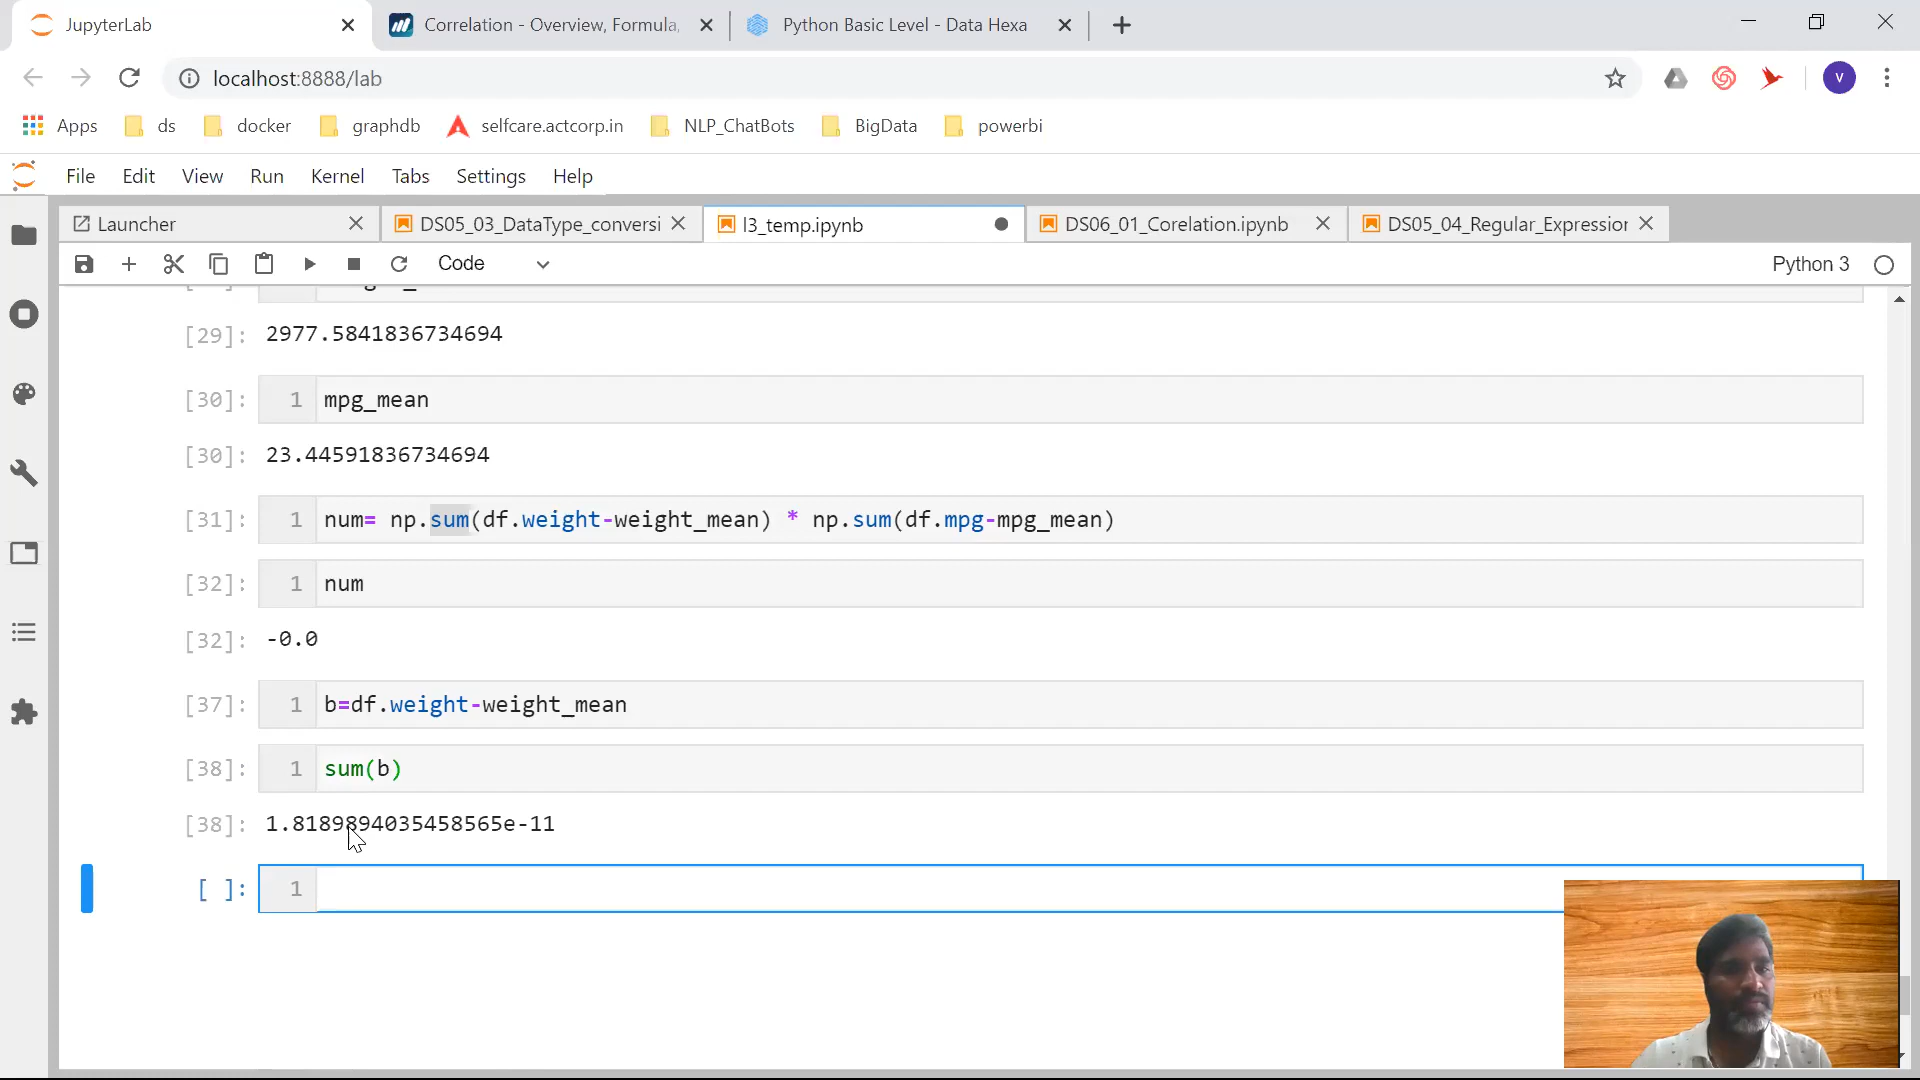 JupyterLab
Correlation - Overview, Formula,
Python Basic Level - Data Hexa
localhost:8888/lab
V
Apps
ds
docker
graphdb
selfcare.actcorp.in
NLP_ChatBots
BigData
powerbi
File Edit View Run Kernel Tabs Settings Help
Launcher
DS05_03_DataType_conversi
l3_temp.ipynb
DS06_01_Corelation.ipynb
DS05_04_Regular_Expression
Code
Python 3
[29]: 2977.5841836734694
[30]: 1 mpg_mean
[30]: 23.44591836734694
[31]: 1 num= np.sum(df.weight-weight_mean) * np.sum(df.mpg-mpg_mean)
[32]: 1 num
[32]: -0.0
[37]: 1 b=df.weight-weight_mean
[38]: 1 sum(b)
[38]: 1.8189894035458565e-11
[ ]: 1